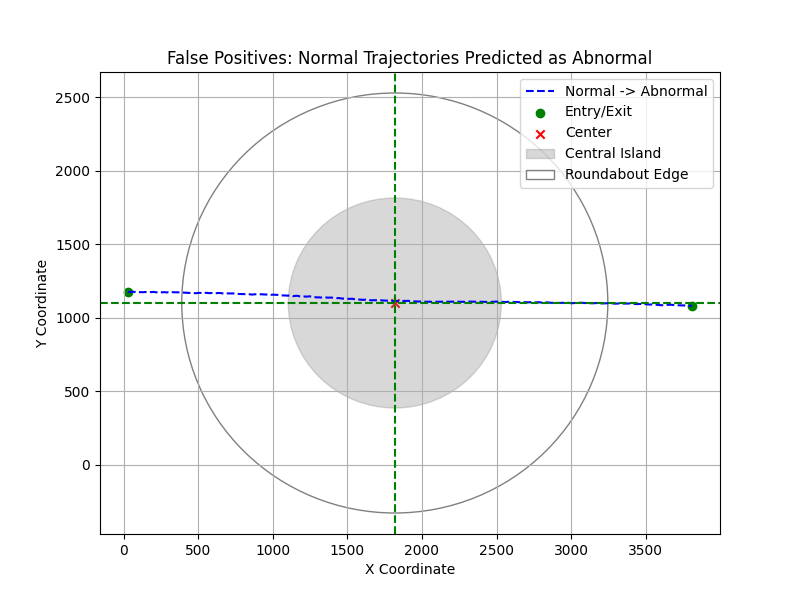 False Positives: Normal Trajectories Predicted as Abnormal
Normal -> Abnormal
Entry/Exit
Center
Central Island
Roundabout Edge
Y Coordinate
2500
2000
1500
1000
500
0
0 500 1000 1500 2000 2500 3000 3500
X Coordinate